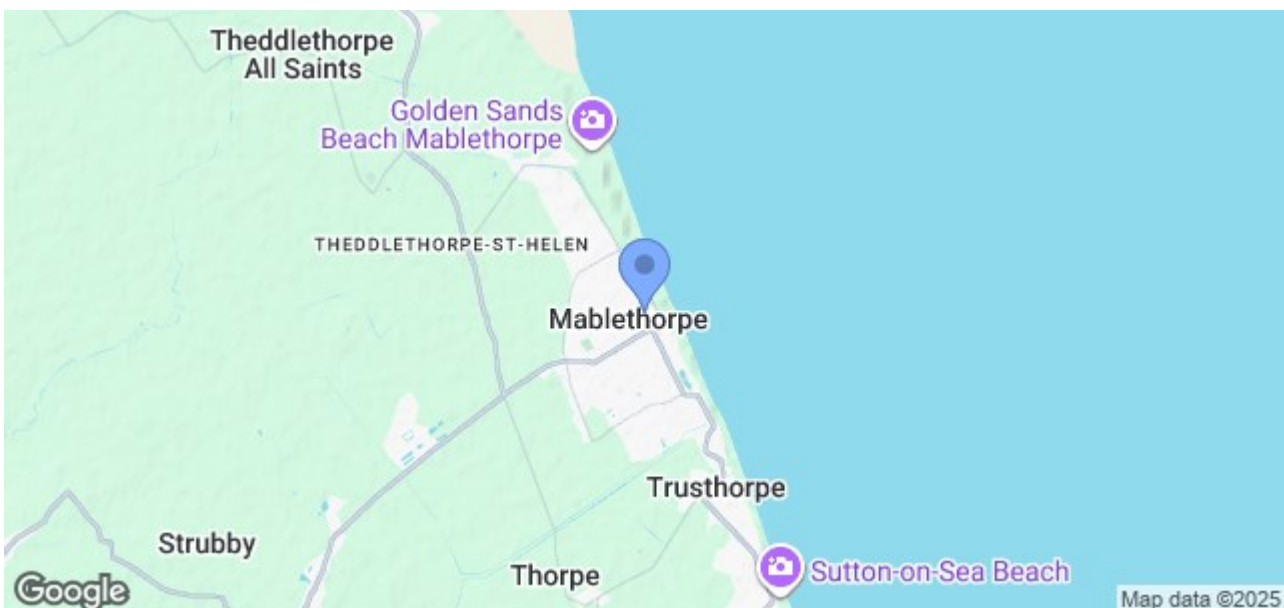 Theddlethorpe
All Saints
Golden Sands
Beach Mablethorpe
THEDDLETHORPE-ST-HELEN
Mablethorpe
Trusthorpe
Strubby
Thorpe
Sutton-on-Sea Beach
Google
Map data ©2025